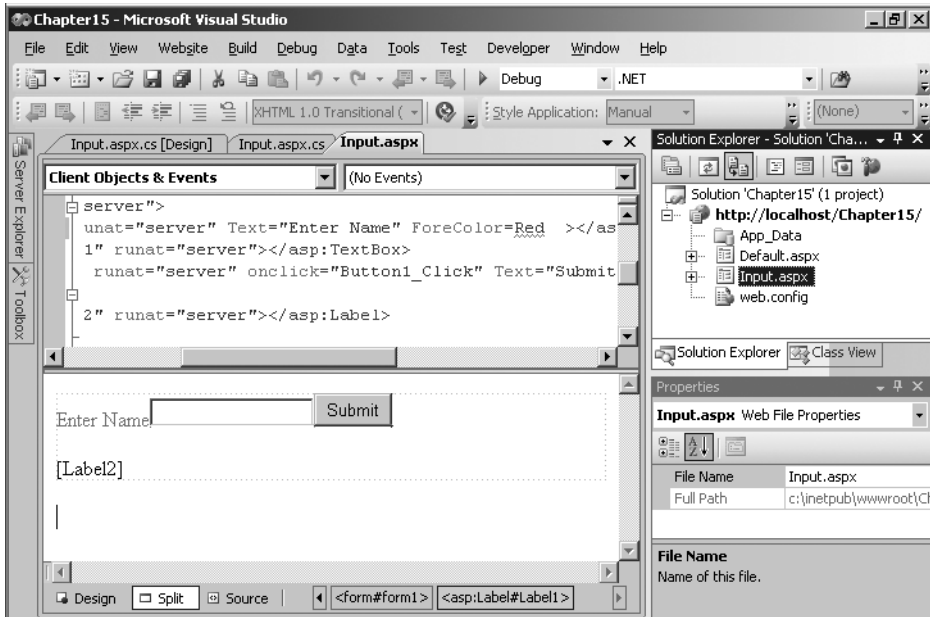 Chapter15 - Microsoft Visual Studio
File Edit View Website Build Debug Data Tools Test Developer Window Help
Debug .NET
XHTML 1.0 Transitional ( Style Application: Manual (None)
Server Explorer
Toolbox
Input.aspx.cs [Design] Input.aspx.cs Input.aspx
Client Objects & Events (No Events)
server">
unat="server" Text="Enter Name" ForeColor=Red ></as
1" runat="server"></asp:TextBox>
runat="server" onclick="Button1_Click" Text="Submit
2" runat="server"></asp:Label>
Enter Name Submit
[Label2]
Design Split Source <form#form1> <asp:Label#Label1>
Solution Explorer - Solution 'Cha...
Solution 'Chapter15' (1 project)
http://localhost/Chapter15/
App_Data
Default.aspx
Input.aspx
web.config
Solution Explorer Class View
Properties
Input.aspx Web File Properties
File Name Input.aspx
Full Path c:\inetpub\wwwroot\Cl
File Name
Name of this file.